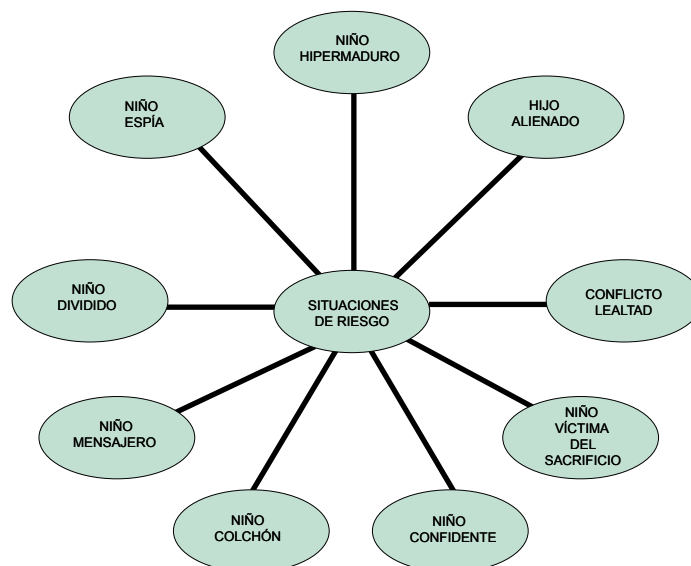 NIÑO
HIPERMADURO
NIÑO
ESPÍA
HIJO
ALIENADO
NIÑO
DIVIDIDO
SITUACIONES
DE RIESGO
CONFLICTO
LEALTAD
NIÑO
MENSAJERO
NIÑO
VÍCTIMA
DEL
SACRIFICIO
NIÑO
COLCHÓN
NIÑO
CONFIDENTE